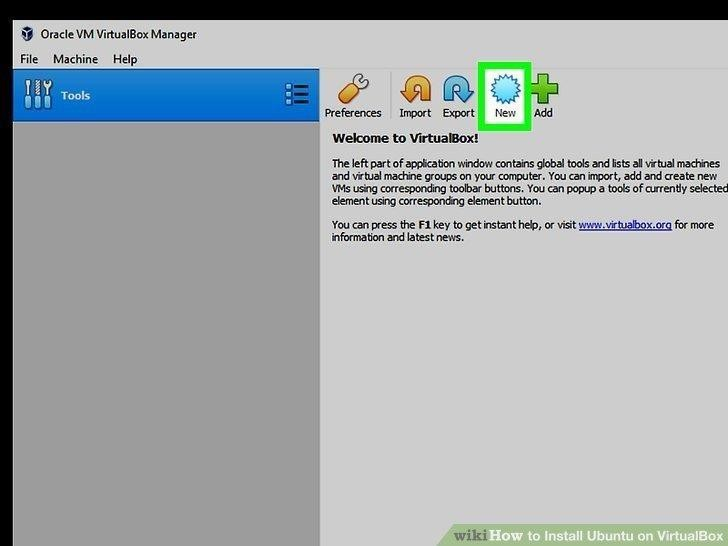 Oracle VM VirtualBox Manager
File Machine Help
Tools
Preferences Import Export New Add
Welcome to VirtualBox!
The left part of application window contains global tools and lists all virtual machines
and virtual machine groups on your computer. You can import, add and create new
VMs using corresponding toolbar buttons. You can popup a tools of currently selected
element using corresponding element button.
You can press the F1 key to get instant help, or visit www.virtualbox.org for more
information and latest news.
wikiHow to Install Ubuntu on VirtualBox